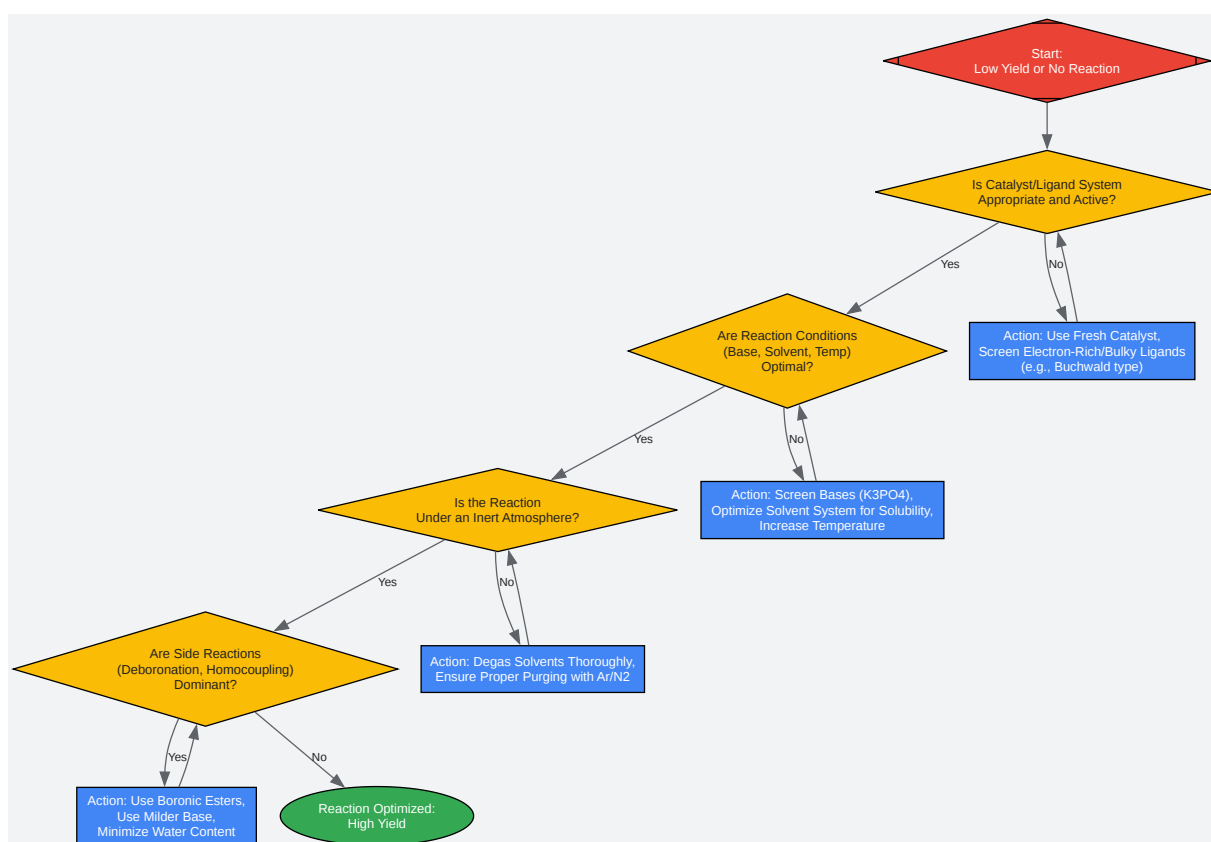 Start:
Low Yield or No Reaction
Is Catalyst/Ligand System
Appropriate and Active?
Yes
No
Are Reaction Conditions
(Base, Solvent, Temp)
Optimal?
Action: Use Fresh Catalyst,
Screen Electron-Rich/Bulky Ligands
(e.g., Buchwald type)
Yes
No
Is the Reaction
Under an Inert Atmosphere?
Action: Screen Bases (K3PO4),
Optimize Solvent System for Solubility,
Increase Temperature
Yes
No
Are Side Reactions
(Deboronation, Homocoupling)
Dominant?
Action: Degas Solvents Thoroughly,
Ensure Proper Purging with Ar/N2
Yes
No
Action: Use Boronic Esters,
Use Milder Base,
Minimize Water Content
Reaction Optimized:
High Yield